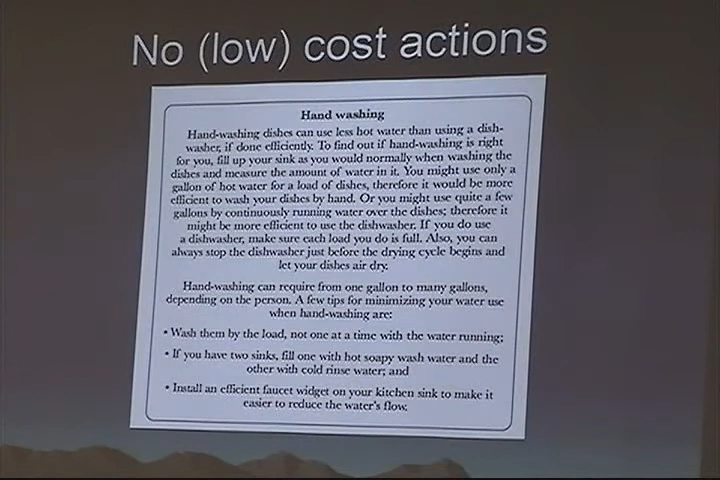 No (low) cost actions
Hand washing
Hand-washing dishes can use less hot water than using a dish-
washer, if done efficiently. To find out if hand-washing is right
for you, fill up your sink as you would normally when washing the
dishes and measure the amount of water in it. You might use only a
gallon of hot water for a load of dishes, therefore it would be more
efficient to wash your dishes by hand. Or you might use quite a few
gallons by continuously running water over the dishes; therefore it
might be more efficient to use the dishwasher. If you do use
a dishwasher, make sure each load you do is full. Also, you can
always stop the dishwasher just before the drying cycle begins and
let your dishes air dry.
Hand-washing can require from one gallon to many gallons,
depending on the person. A few tips for minimizing your water use
when hand-washing are:
• Wash them by the load, not one at a time with the water running;
• If you have two sinks, fill one with hot soapy wash water and the
other with cold rinse water; and
• Install an efficient faucet widget on your kitchen sink to make it
easier to reduce the water's flow.